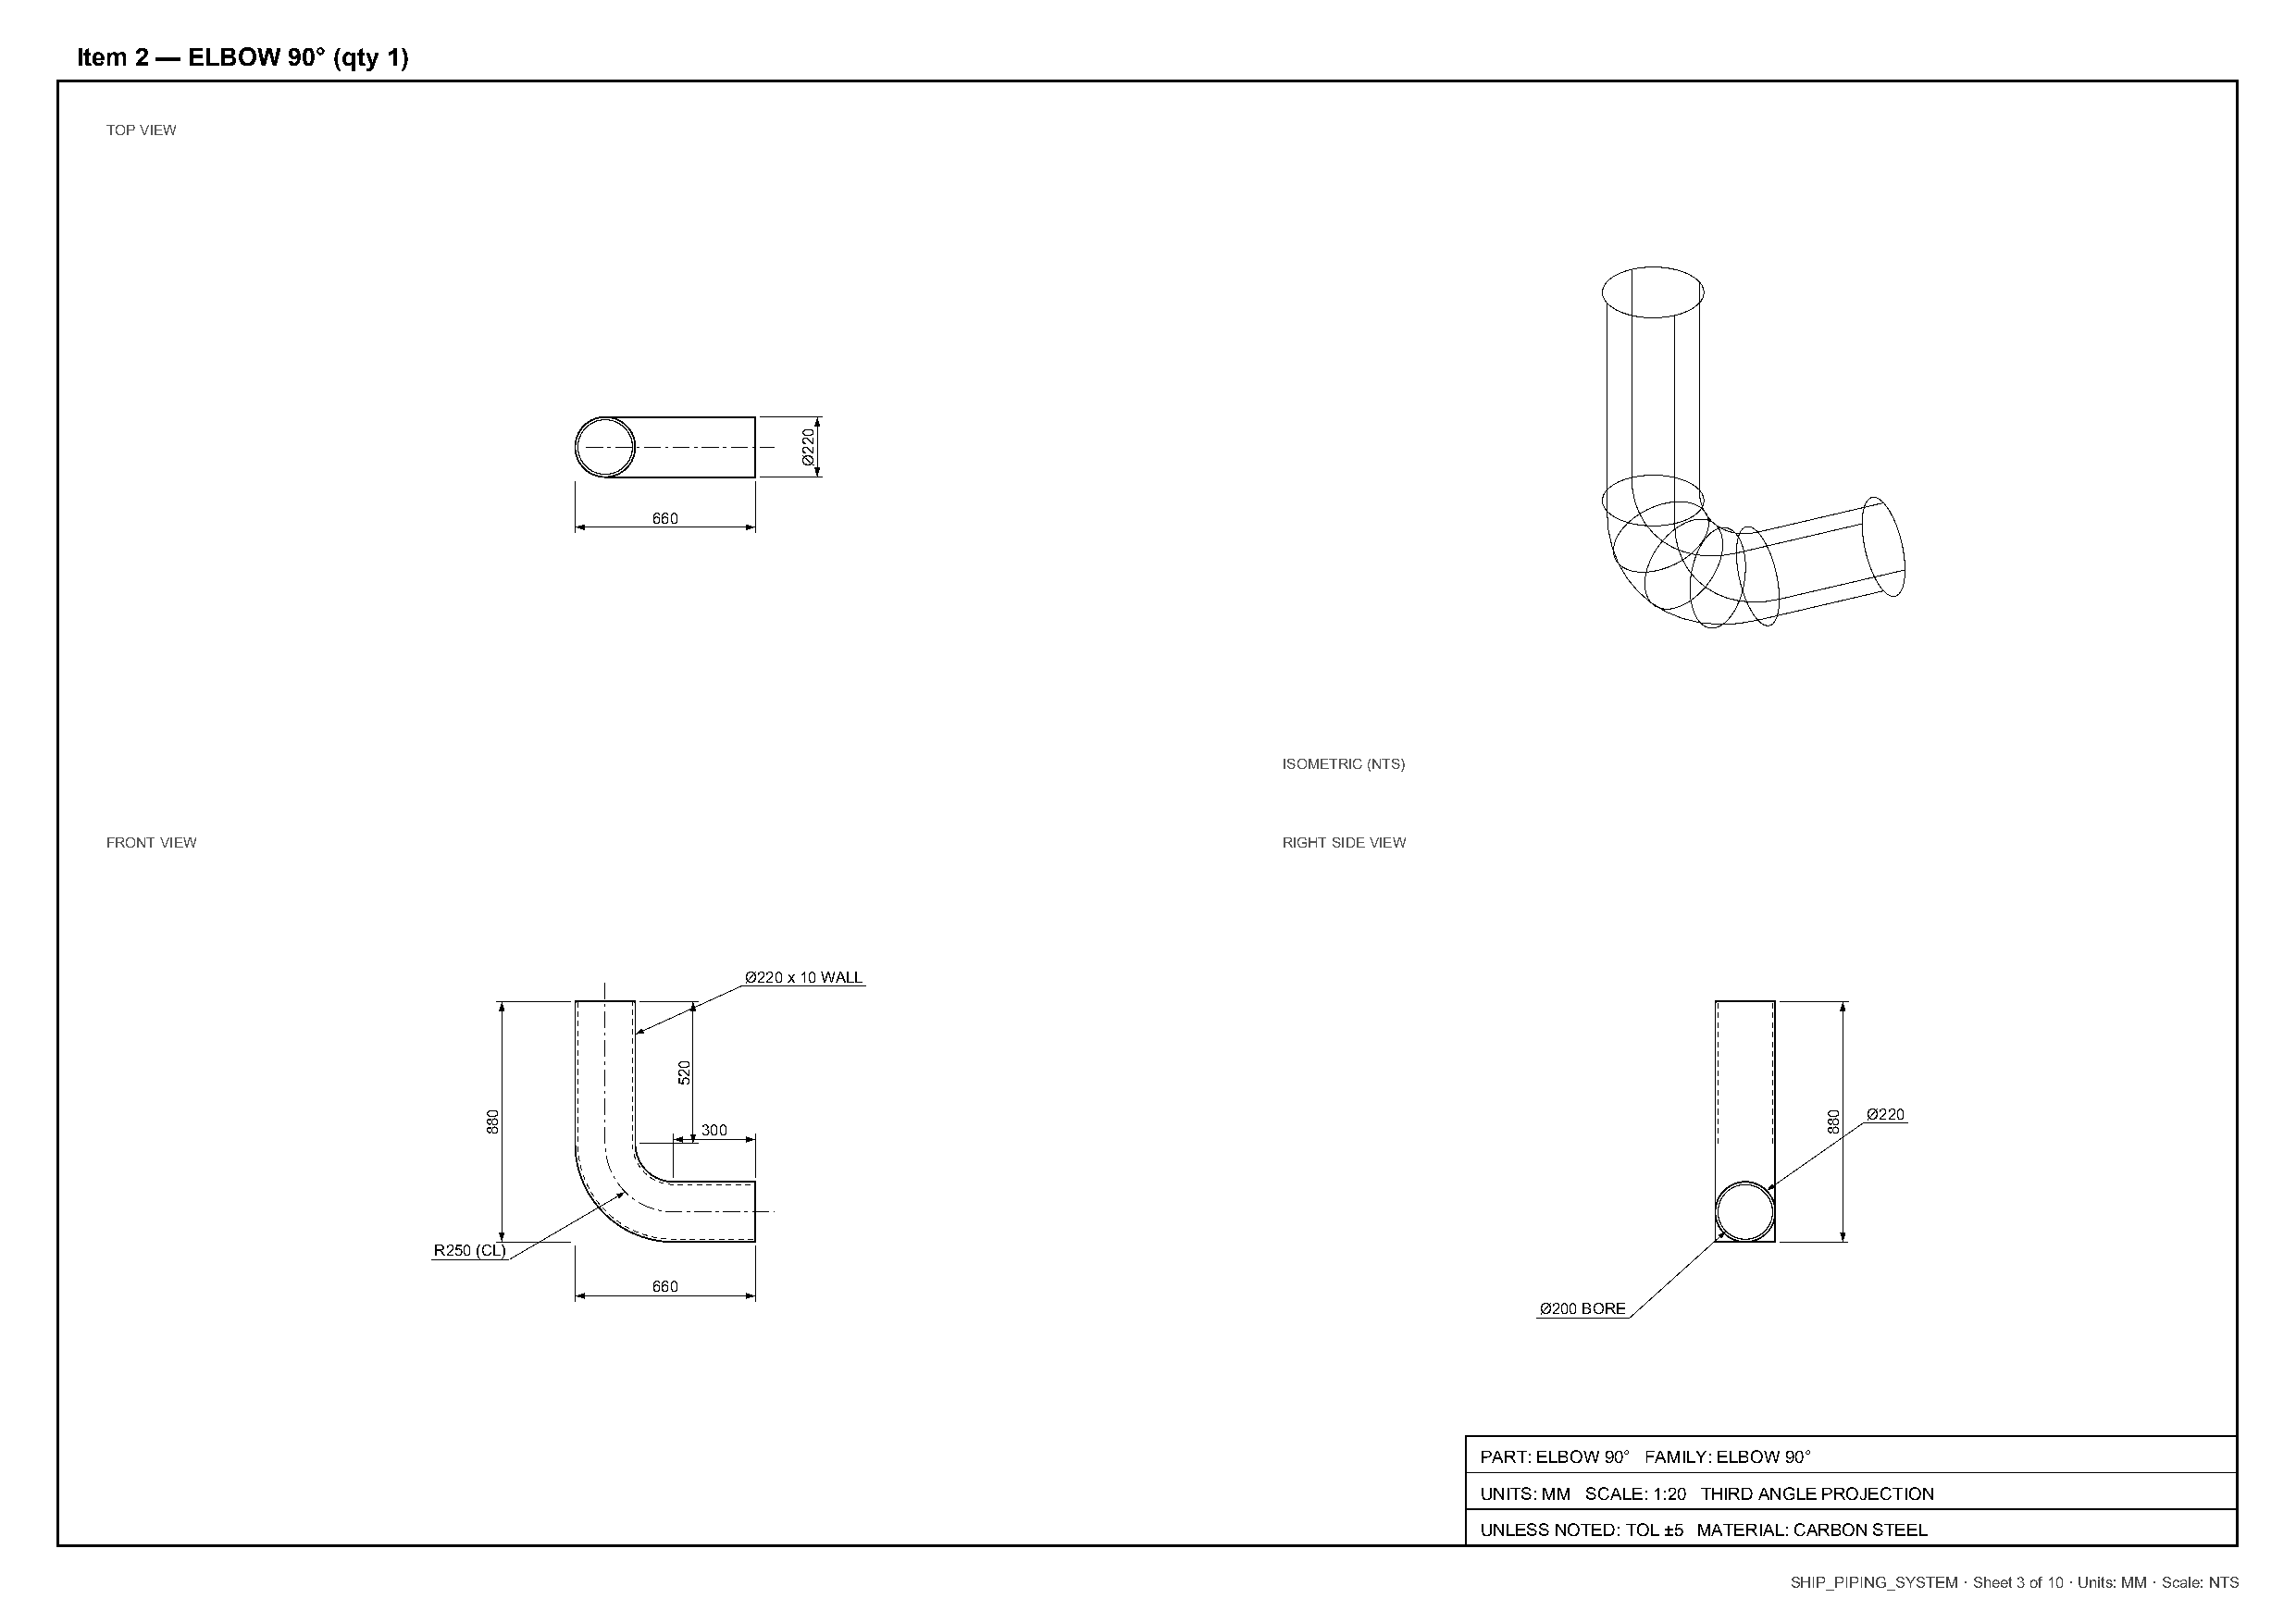 Item 2 — ELBOW 90° (qty 1)
TOP VIEW
Ø220
660
ISOMETRIC (NTS)
FRONT VIEW
RIGHT SIDE VIEW
Ø220 x 10 WALL
520
880
300
R250 (CL)
660
880
Ø220
Ø200 BORE
PART: ELBOW 90° FAMILY: ELBOW 90°
UNITS: MM SCALE: 1:20 THIRD ANGLE PROJECTION
UNLESS NOTED: TOL ±5 MATERIAL: CARBON STEEL
SHIP_PIPING_SYSTEM · Sheet 3 of 10 · Units: MM · Scale: NTS